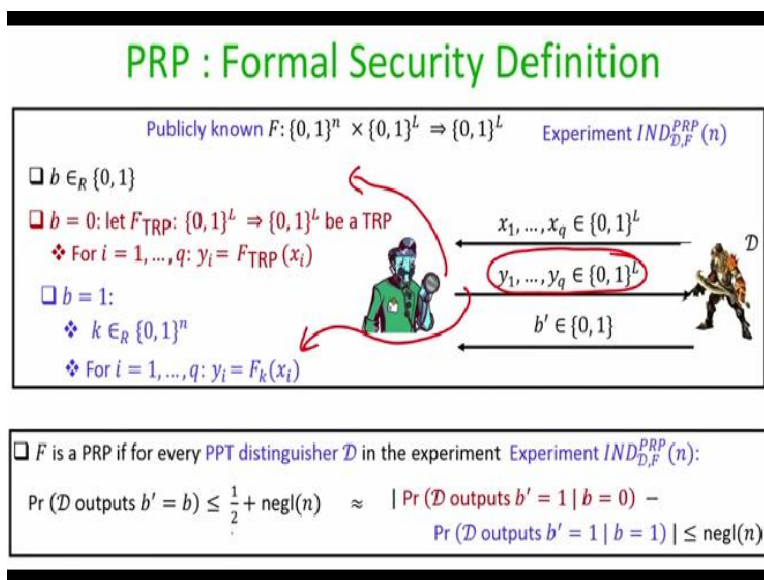 PRP : Formal Security Definition
Publicly known F: {0, 1}ⁿ × {0, 1}ᴸ ⇒ {0, 1}ᴸ
Experiment IND_{𝒟,F}^{PRP}(n)
❑ b ∈_R {0, 1}
❑ b = 0: let F_TRP: {0, 1}ᴸ ⇒ {0, 1}ᴸ be a TRP
❖ For i = 1, ..., q: y_i = F_TRP(x_i)
❑ b = 1:
❖ k ∈_R {0, 1}ⁿ
❖ For i = 1, ..., q: y_i = F_k(x_i)
x_1, ..., x_q ∈ {0, 1}ᴸ
𝒟
y_1, ..., y_q ∈ {0, 1}ᴸ
b′ ∈ {0, 1}
❑ F is a PRP if for every PPT distinguisher 𝒟 in the experiment Experiment IND_{𝒟,F}^{PRP}(n):
Pr (𝒟 outputs b′ = b) ≤ 1/2 + negl(n) ≈ | Pr (𝒟 outputs b′ = 1 | b = 0) −
Pr (𝒟 outputs b′ = 1 | b = 1) | ≤ negl(n)